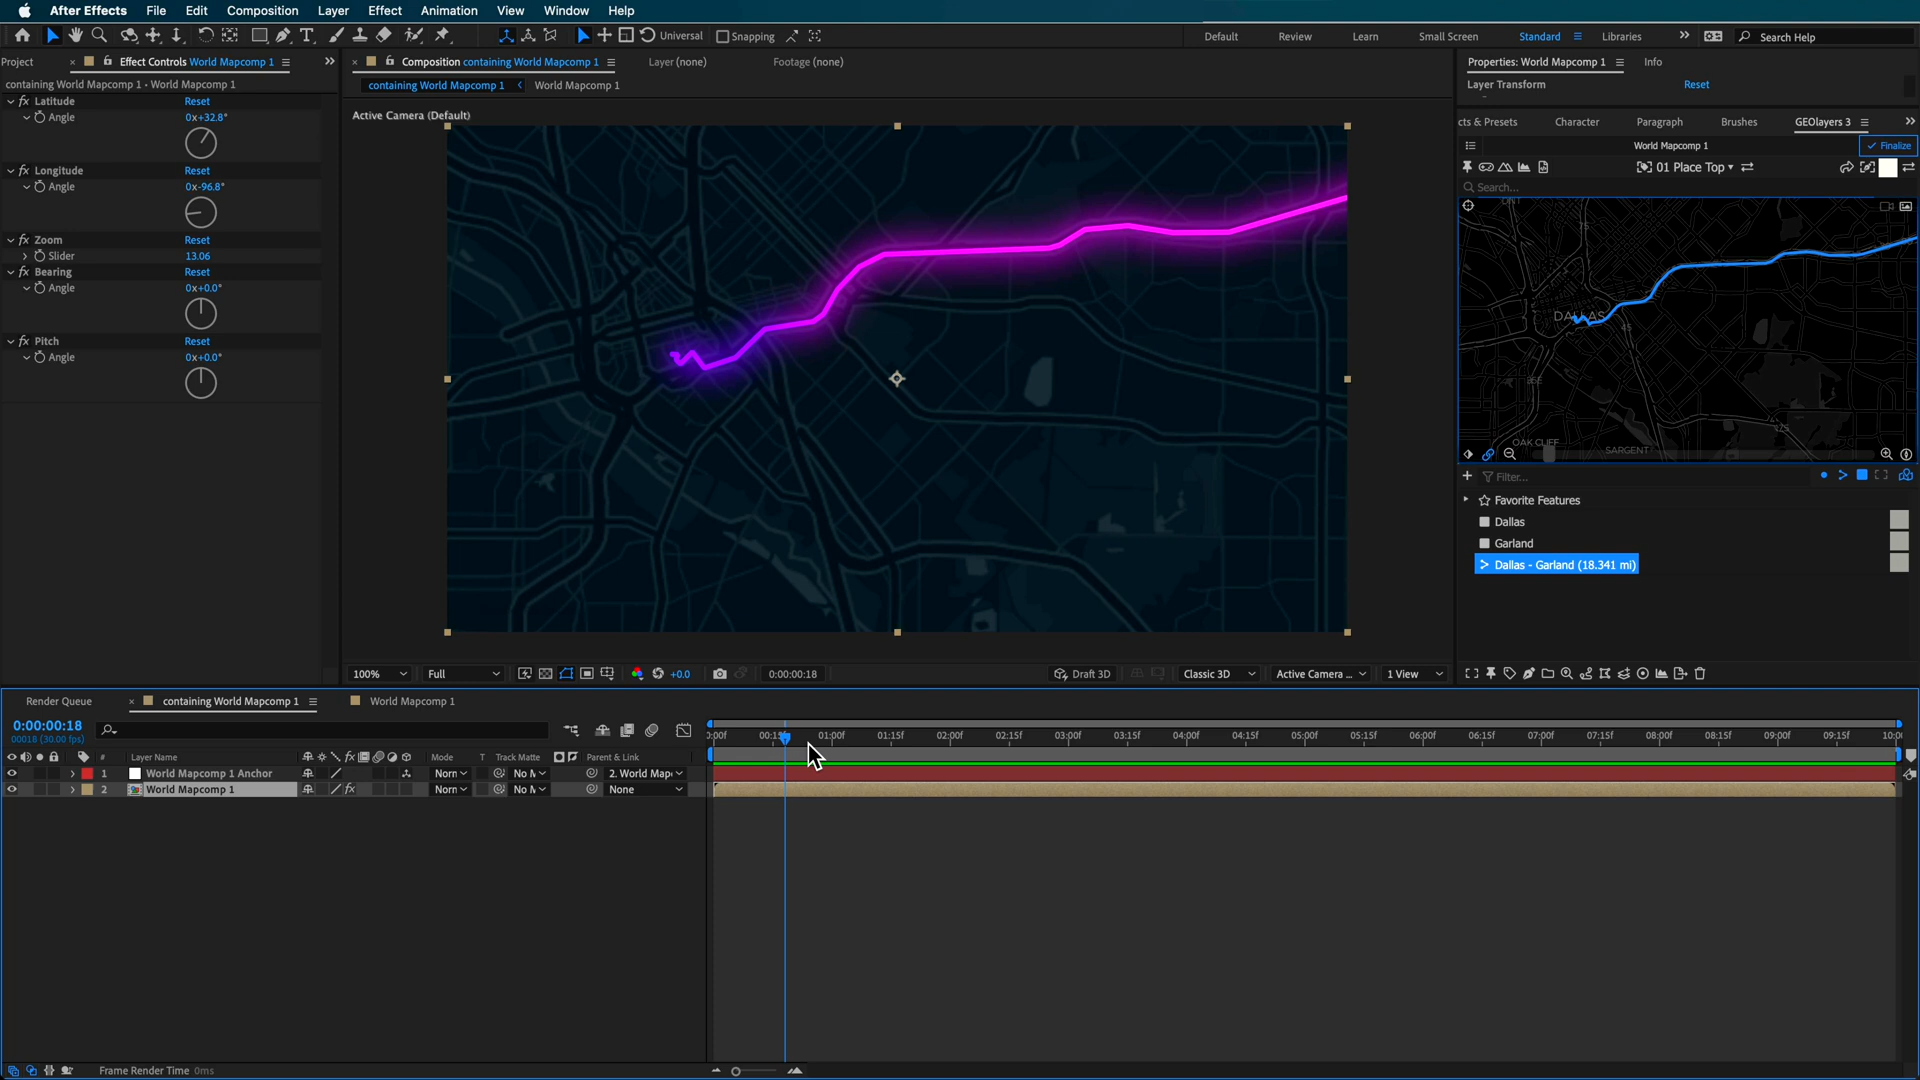 After Effects File Edit Composition Layer Effect Animation View Window Help
Universal Snapping Default Review Learn Small Screen Standard Libraries Search Help
Project Effect Controls World Mapcomp 1
containing World Mapcomp 1 • World Mapcomp 1
Latitude Reset
Angle 0x+32.8°
Longitude Reset
Angle 0x-96.8°
Zoom Reset
Slider 13.06
Bearing Reset
Angle 0x+0.0°
Pitch Reset
Angle 0x+0.0°
Composition containing World Mapcomp 1 Layer (none) Footage (none)
containing World Mapcomp 1 World Mapcomp 1
Active Camera (Default)
100% Full +0.0 0:00:00:18 Draft 3D Classic 3D Active Camera ... 1 View
Properties: World Mapcomp 1 Info
Layer Transform Reset
cts & Presets Character Paragraph Brushes GEOlayers 3
World Mapcomp 1 Finalize
01 Place Top
Search...
75
DALLAS
45
35E
OAK CLIFF
SARGENT
175
Filter...
Favorite Features
Dallas
Garland
Dallas - Garland (18.341 mi)
Render Queue containing World Mapcomp 1 World Mapcomp 1
0:00:00:18
00018 (30.00 fps)
00:15f 01:00f 01:15f 02:00f 02:15f 03:00f 03:15f 04:00f 04:15f 05:00f 05:15f 06:00f 06:15f 07:00f 07:15f 08:00f 08:15f 09:00f 09:15f 10:0
# Layer Name Mode T Track Matte Parent & Link
1 World Mapcomp 1 Anchor Norn No M 2. World Map
2 World Mapcomp 1 Norn No M None
Frame Render Time 0ms